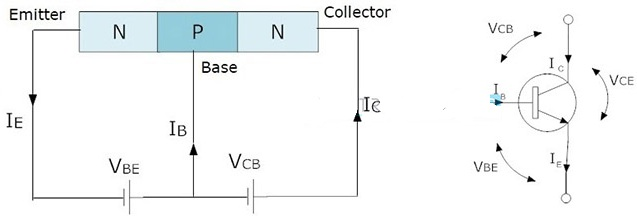 Emitter
Collector
N
P
N
Base
IE
IB
IC
VBE
VCB
VCB
IC
VCE
IB
VBE
IE